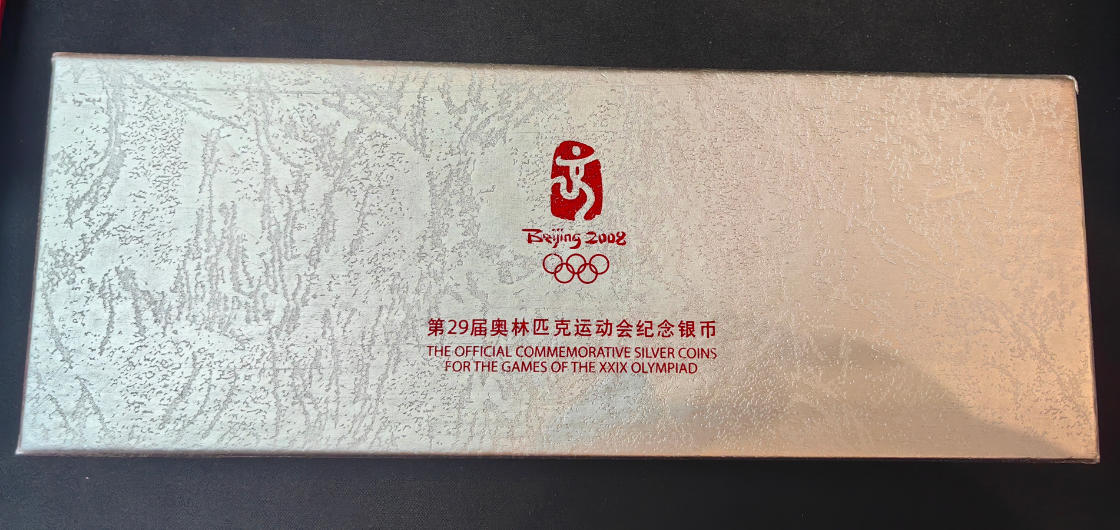 Beijing 2008
第29届奥林匹克运动会纪念银币
THE OFFICIAL COMMEMORATIVE SILVER COINS
FOR THE GAMES OF THE XXIX OLYMPIAD